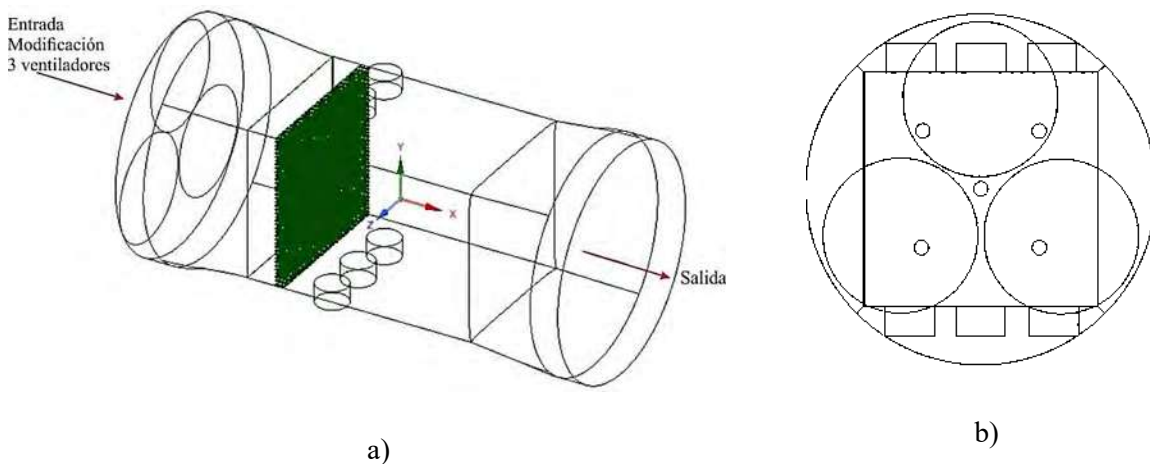 Entrada
Modificación
3 ventiladores
Y
X
Z
Salida
a)
b)